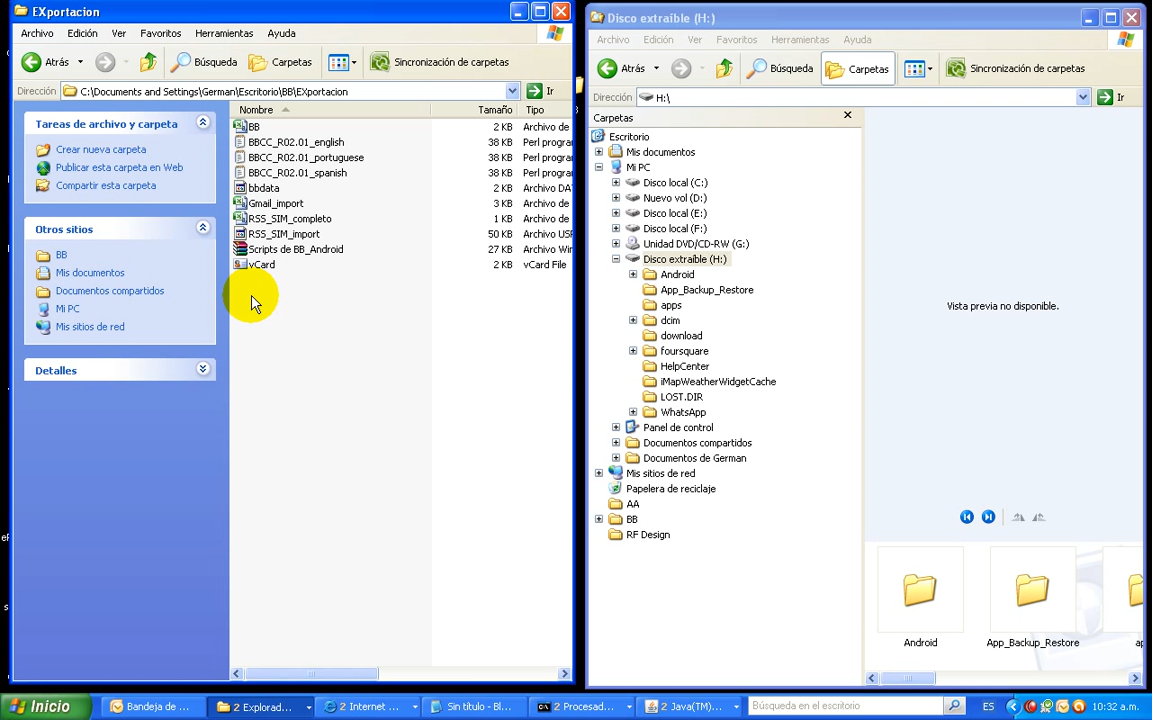 EXportacion
Archivo Edición Ver Favoritos Herramientas Ayuda
Atrás Búsqueda Carpetas Sincronización de carpetas
Dirección C:\Documents and Settings\German\Escritorio\BB\EXportacion Ir
Tareas de archivo y carpeta
Crear nueva carpeta
Publicar esta carpeta en Web
Compartir esta carpeta
Otros sitios
BB
Mis documentos
Documentos compartidos
Mi PC
Mis sitios de red
Detalles
Nombre Tamaño Tipo
BB 2 KB Archivo de
BBCC_R02.01_english 38 KB Perl progra
BBCC_R02.01_portuguese 38 KB Perl progra
BBCC_R02.01_spanish 38 KB Perl progra
bbdata 2 KB Archivo DA
Gmail_import 3 KB Archivo de
RSS_SIM_completo 1 KB Archivo de
RSS_SIM_import 50 KB Archivo USR
Scripts de BB_Android 27 KB Archivo Win
vCard 2 KB vCard File
Disco extraíble (H:)
Archivo Edición Ver Favoritos Herramientas Ayuda
Atrás Búsqueda Carpetas Sincronización de carpetas
Dirección H:\ Ir
Carpetas
Escritorio
Mis documentos
Mi PC
Disco local (C:)
Nuevo vol (D:)
Disco local (E:)
Disco local (F:)
Unidad DVD/CD-RW (G:)
Disco extraíble (H:)
Android
App_Backup_Restore
apps
dcim
download
foursquare
HelpCenter
iMapWeatherWidgetCache
LOST.DIR
WhatsApp
Panel de control
Documentos compartidos
Documentos de German
Mis sitios de red
Papelera de reciclaje
AA
BB
RF Design
Vista previa no disponible.
Android App_Backup_Restore ap
Inicio Bandeja de ... 2 Explorad... 2 Internet ... Sin título - Bl... 2 Procesad... 2 Java(TM)... Búsqueda en el escritorio ES 10:32 a.m.